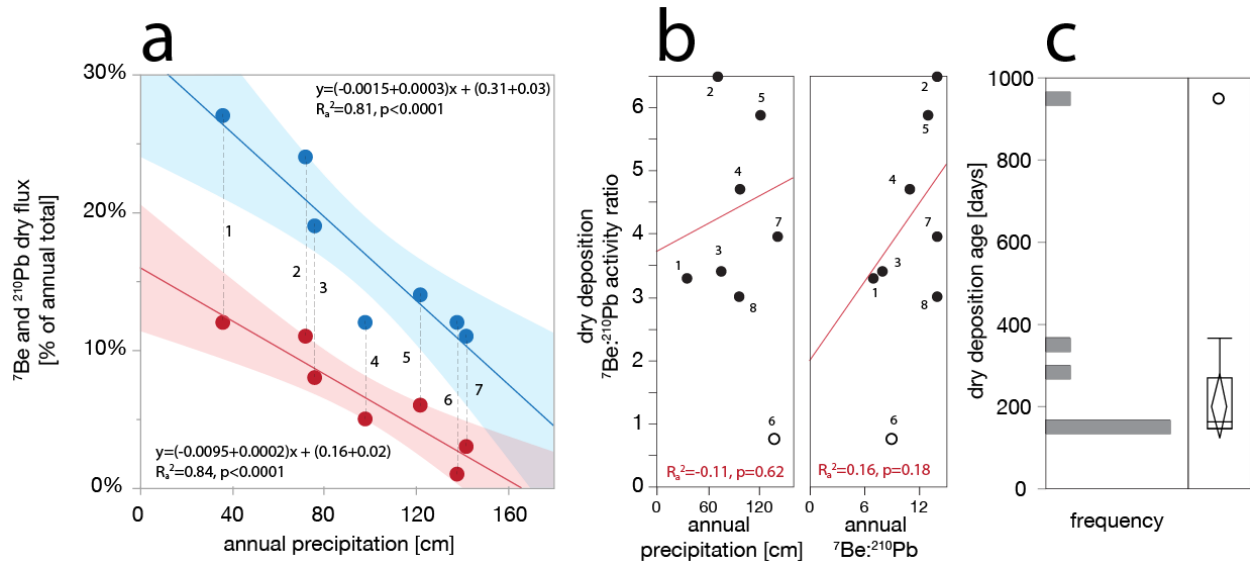 a
b
c
30%
20%
10%
0%
⁷Be and ²¹⁰Pb dry flux
[% of annual total]
y=(-0.0015+0.0003)x + (0.31+0.03)
Rₐ²=0.81, p<0.0001
1
2
3
4
5
6
7
y=(-0.0095+0.0002)x + (0.16+0.02)
Rₐ²=0.84, p<0.0001
0 40 80 120 160
annual precipitation [cm]
dry deposition
⁷Be:²¹⁰Pb activity ratio
6
5
4
3
2
1
0
2
5
4
7
3
1
8
6
Rₐ²=-0.11, p=0.62
0 60 120
annual
precipitation [cm]
2
5
4
7
3
1
8
6
Rₐ²=0.16, p=0.18
0 6 12
annual
⁷Be:²¹⁰Pb
dry deposition age [days]
1000
800
600
400
200
0
frequency